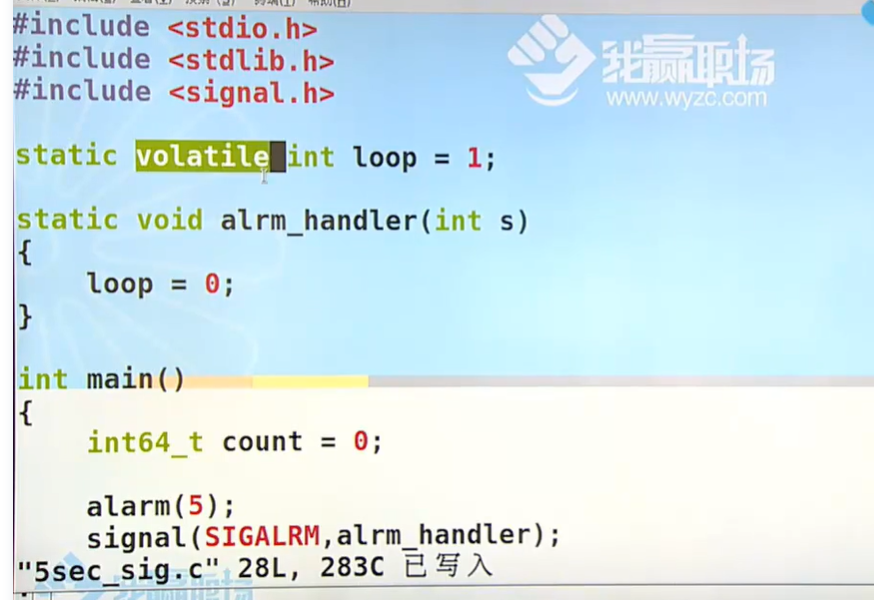 #include <stdio.h>
#include <stdlib.h>
#include <signal.h>
我赢职场
www.wyzc.com
static volatile int loop = 1;
static void alrm_handler(int s)
{
loop = 0;
}
int main()
{
int64_t count = 0;
alarm(5);
signal(SIGALRM,alrm_handler);
"5sec_sig.c" 28L, 283C 已写入